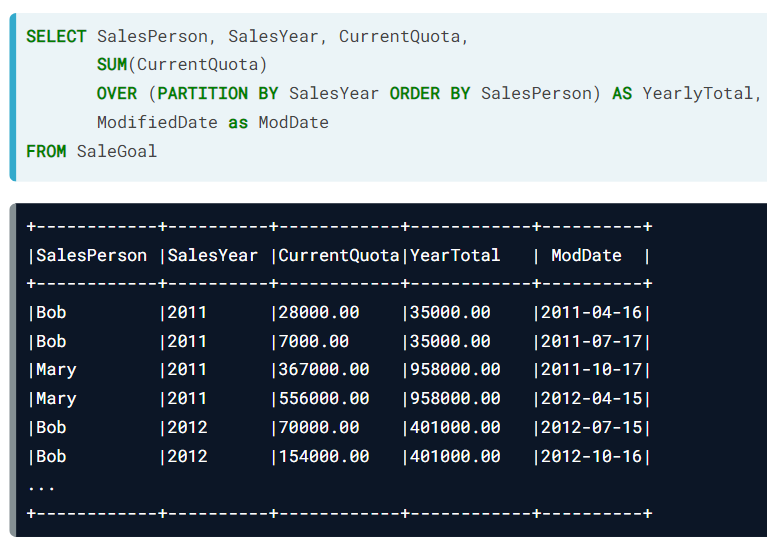 SELECT SalesPerson, SalesYear, CurrentQuota,
       SUM(CurrentQuota)
       OVER (PARTITION BY SalesYear ORDER BY SalesPerson) AS YearlyTotal,
       ModifiedDate as ModDate
FROM SaleGoal
+------------+----------+------------+------------+----------+
|SalesPerson |SalesYear |CurrentQuota|YearTotal   | ModDate  |
+------------+----------+------------+------------+----------+
|Bob         |2011      |28000.00    |35000.00    |2011-04-16|
|Bob         |2011      |7000.00     |35000.00    |2011-07-17|
|Mary        |2011      |367000.00   |958000.00   |2011-10-17|
|Mary        |2011      |556000.00   |958000.00   |2012-04-15|
|Bob         |2012      |70000.00    |401000.00   |2012-07-15|
|Bob         |2012      |154000.00   |401000.00   |2012-10-16|
...
+------------+----------+------------+------------+----------+